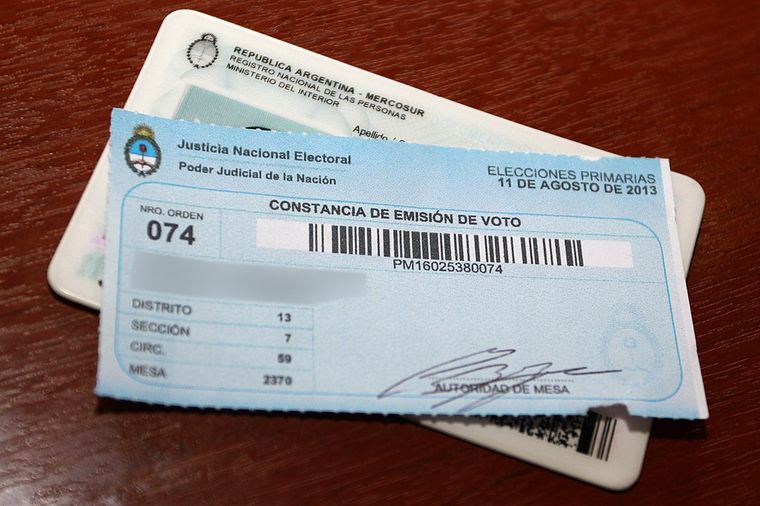 REPUBLICA ARGENTINA - MERCOSUR
REGISTRO NACIONAL DE LAS PERSONAS
MINISTERIO DEL INTERIOR
Apellido /
Justicia Nacional Electoral
Poder Judicial de la Nación
ELECCIONES PRIMARIAS
11 DE AGOSTO DE 2013
CONSTANCIA DE EMISIÓN DE VOTO
NRO. ORDEN
074
PM16025380074
DISTRITO 13
SECCIÓN 7
CIRC. 59
MESA 2370
AUTORIDAD DE MESA